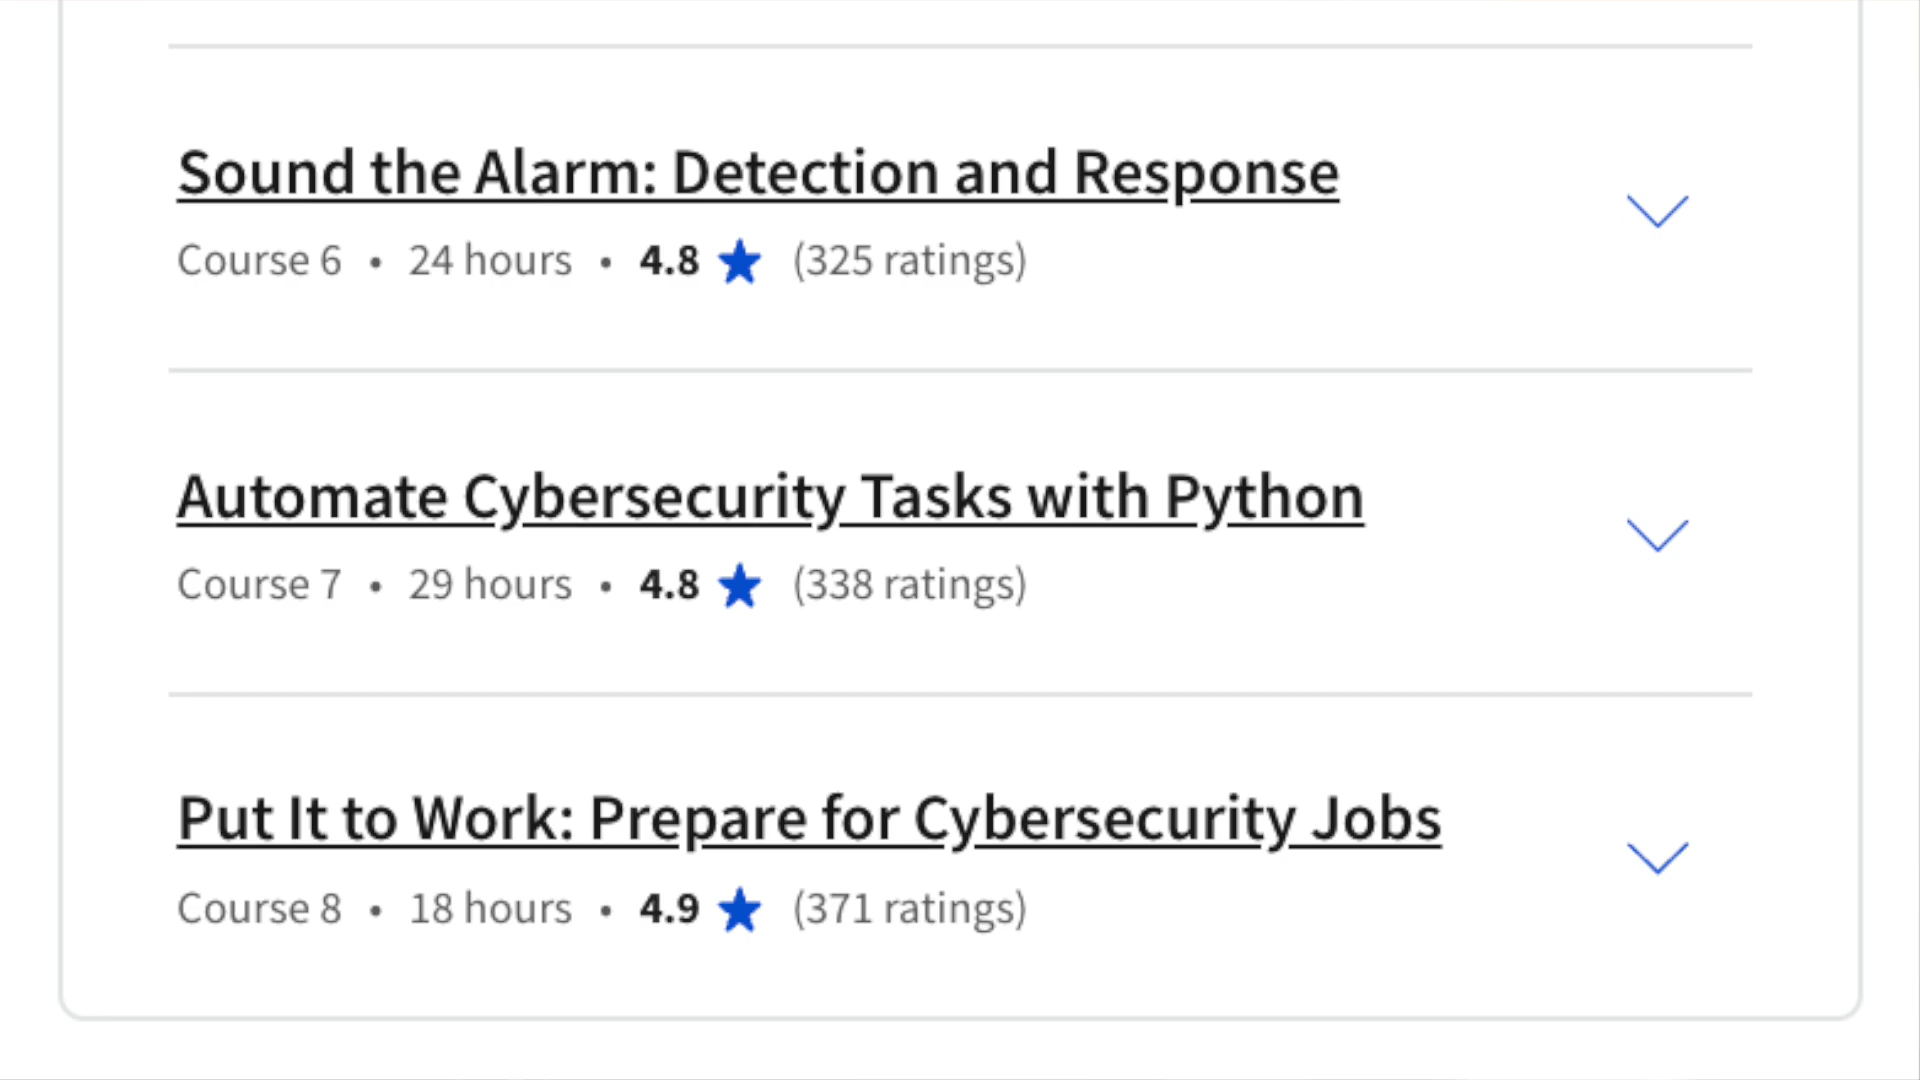 Sound the Alarm: Detection and Response
Course 6 • 24 hours • 4.8 ★ (325 ratings)
Automate Cybersecurity Tasks with Python
Course 7 • 29 hours • 4.8 ★ (338 ratings)
Put It to Work: Prepare for Cybersecurity Jobs
Course 8 • 18 hours • 4.9 ★ (371 ratings)